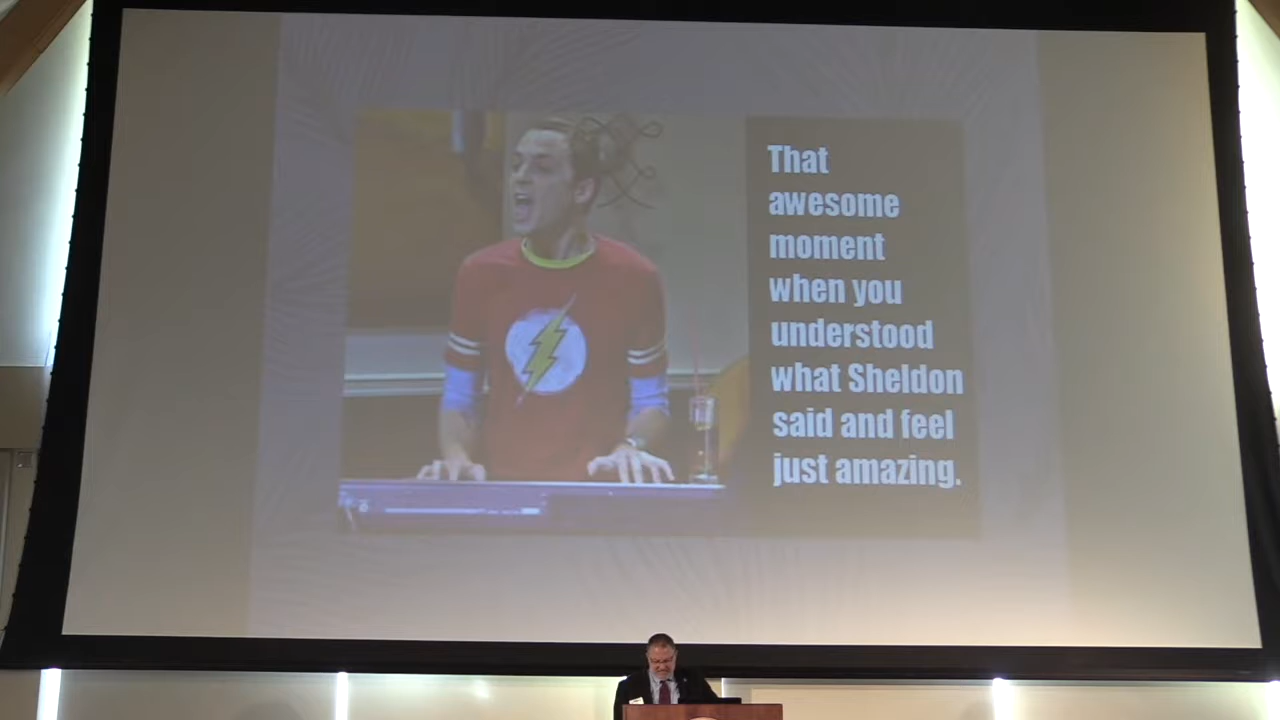 That
awesome
moment
when you
understood
what Sheldon
said and feel
just amazing.